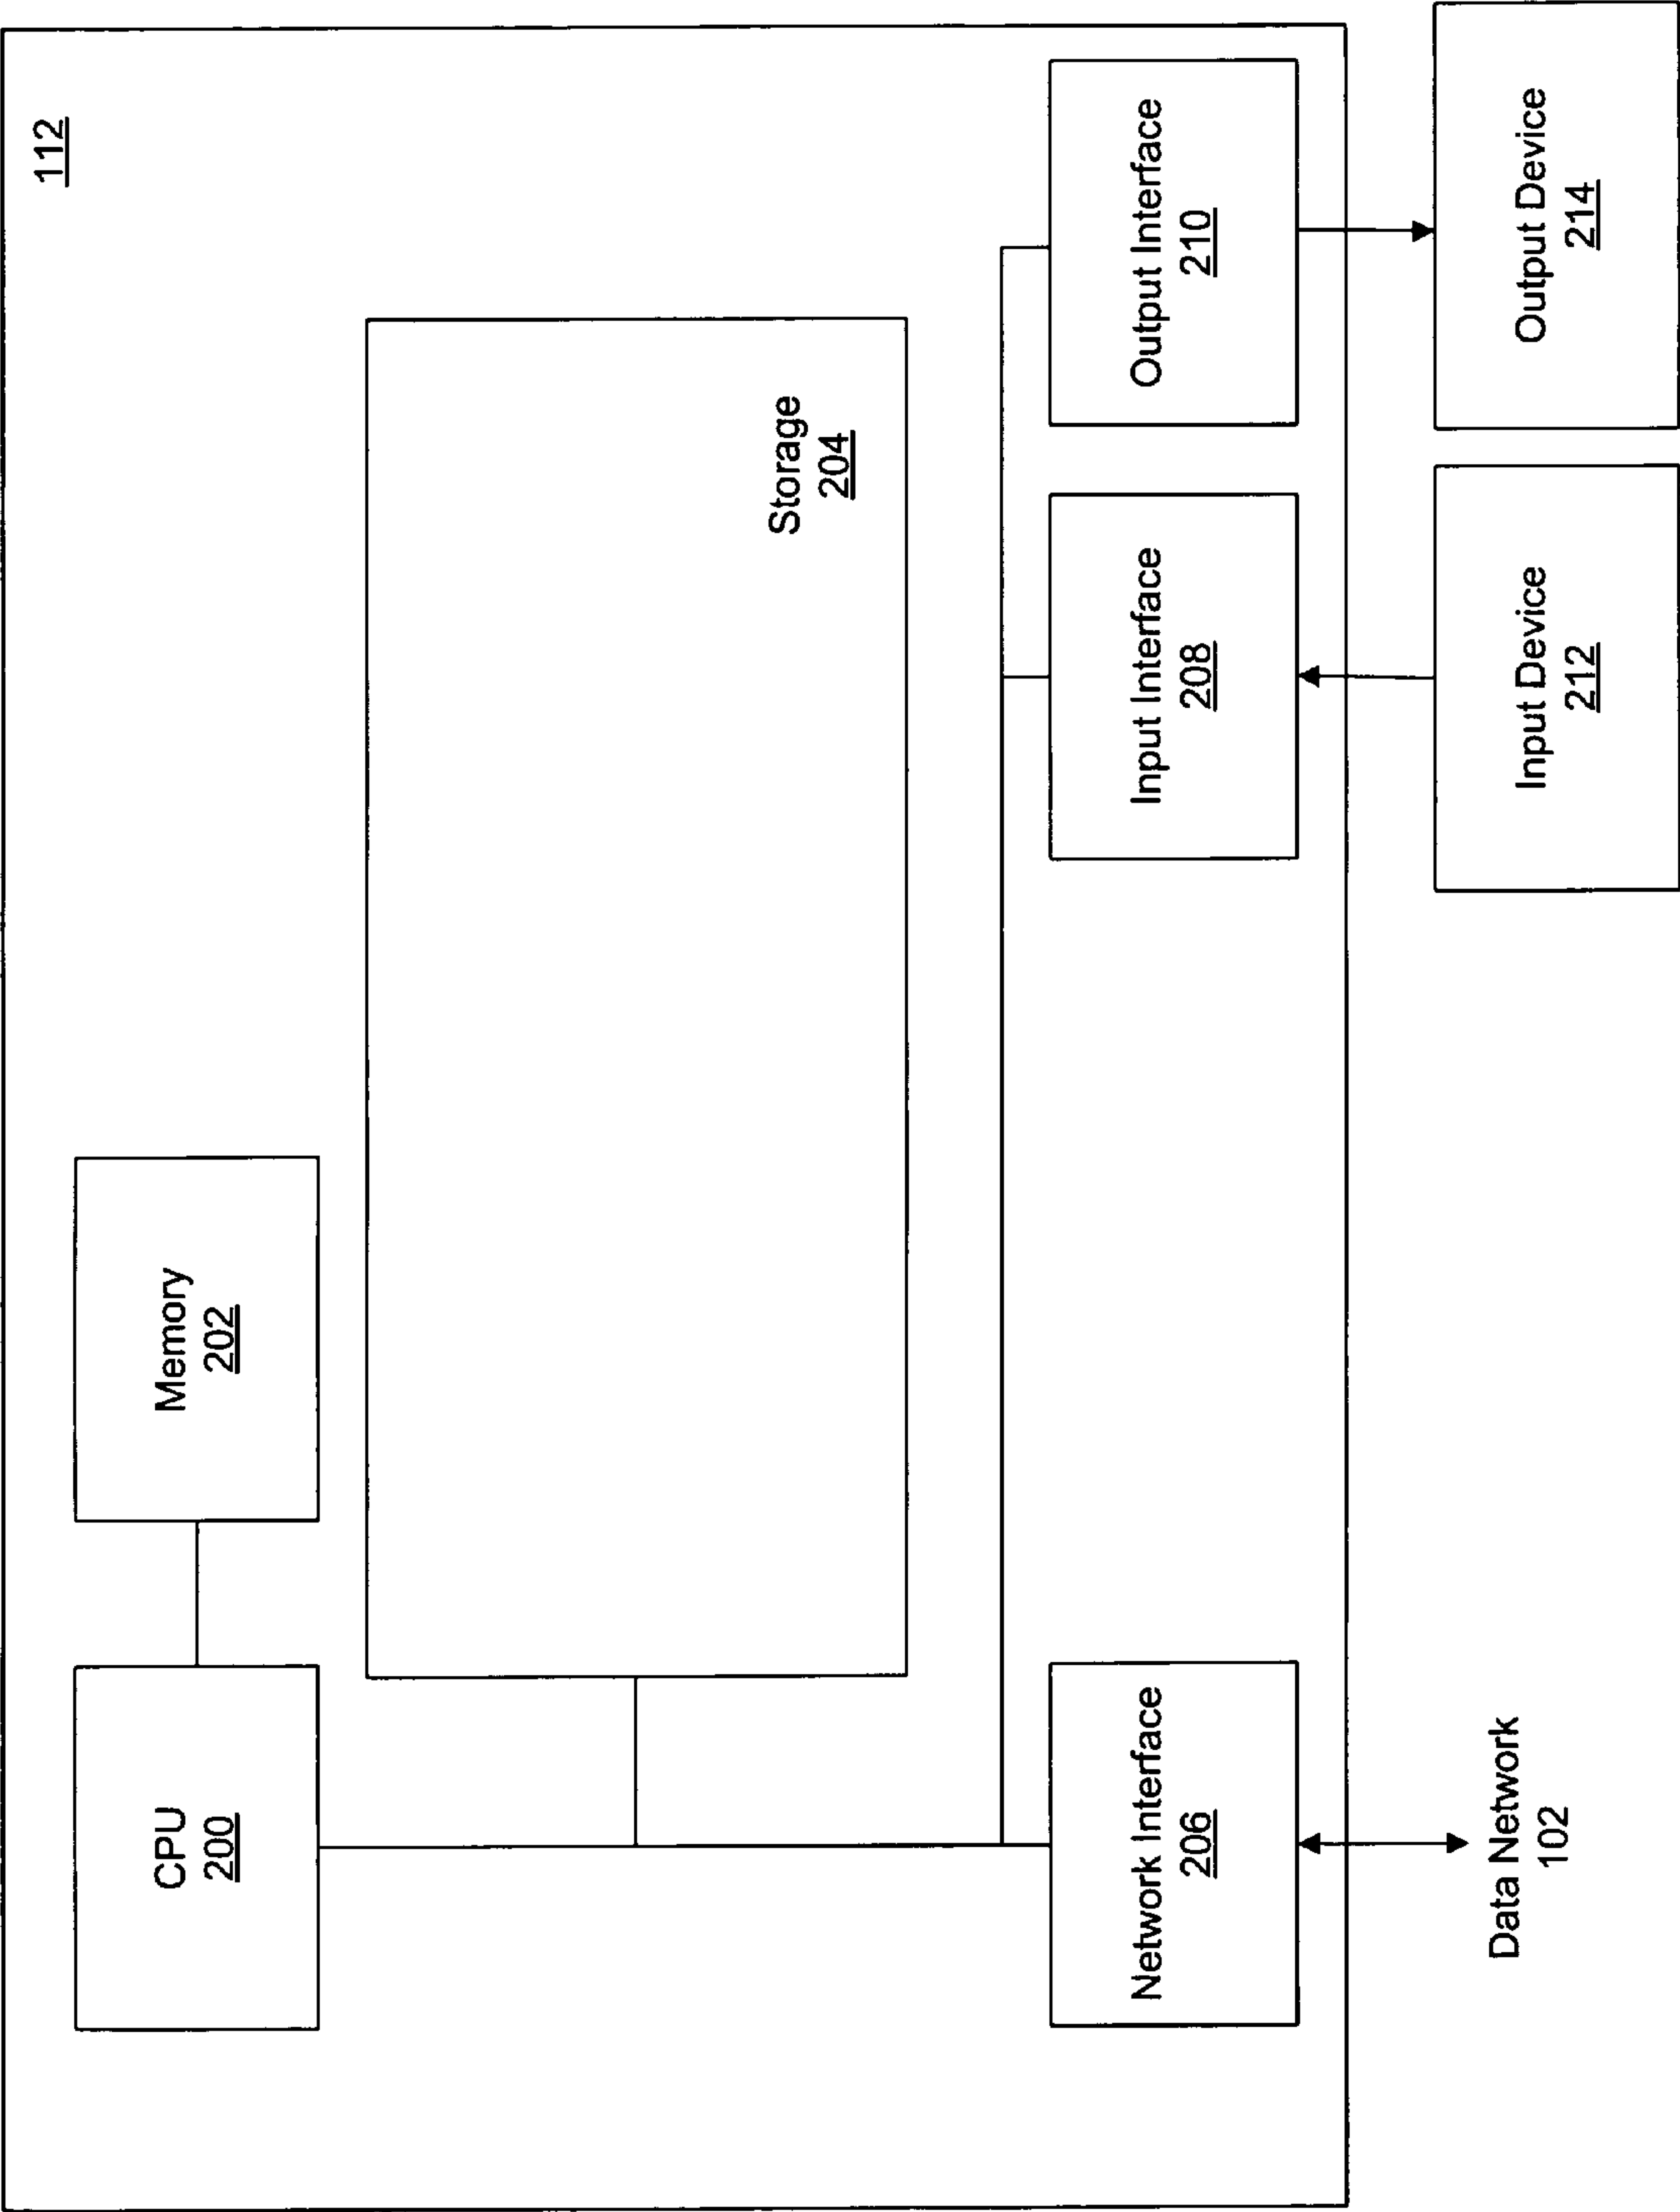 112
CPU
200
Memory
202
Storage
204
Network Interface
206
Input Interface
208
Output Interface
210
Data Network
102
Input Device
212
Output Device
214